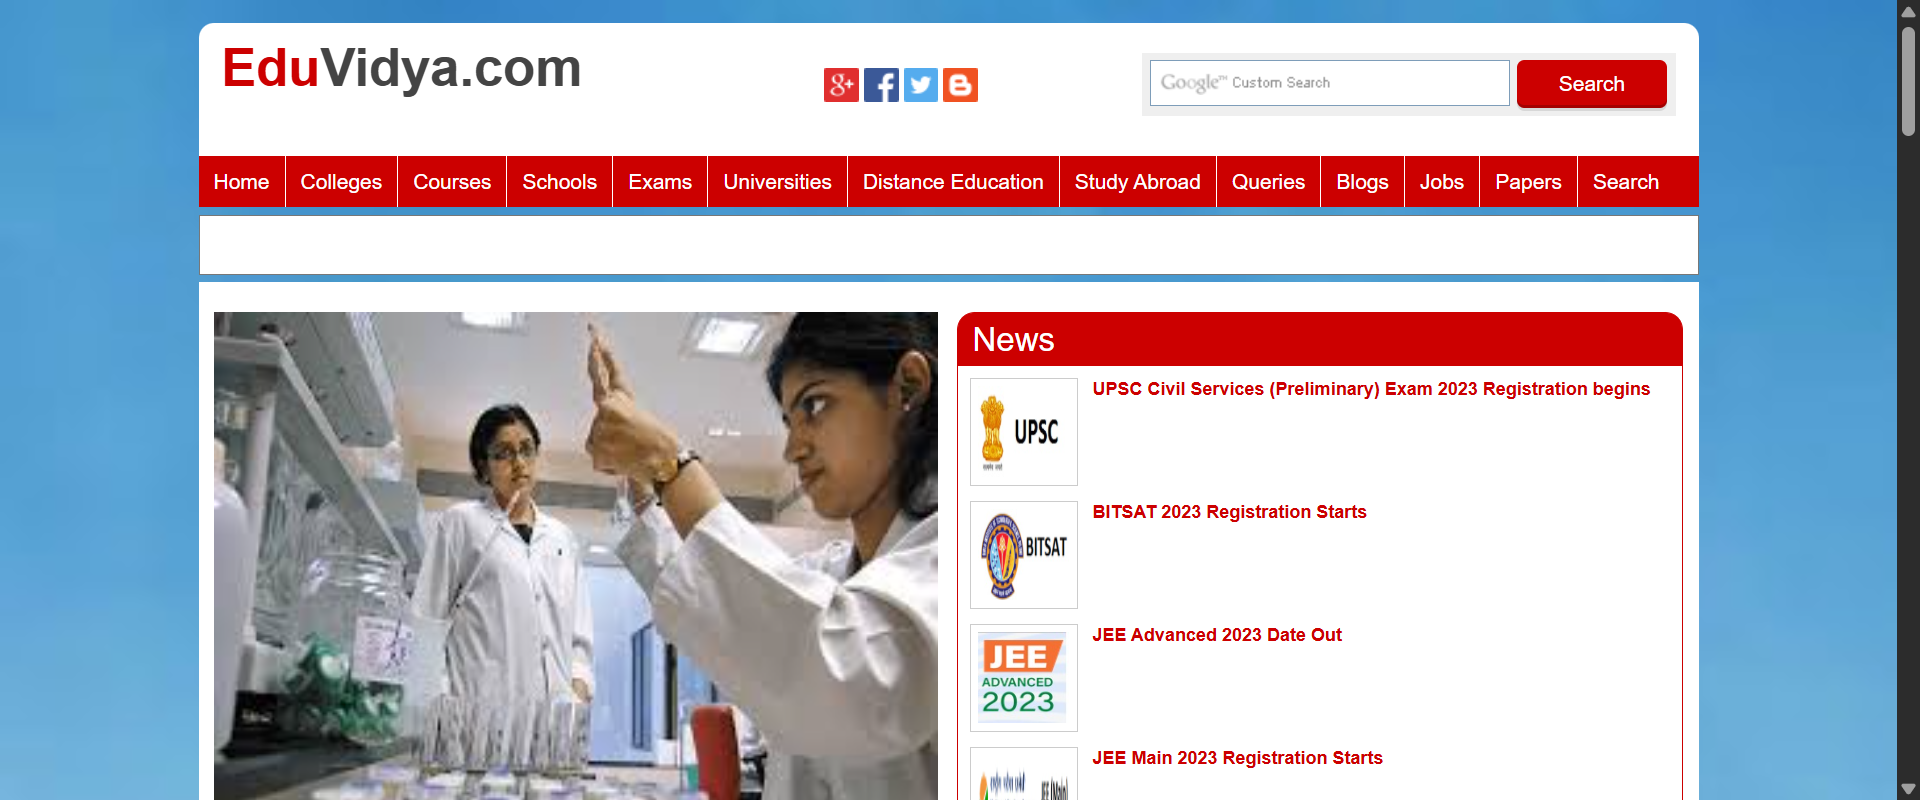 EduVidya.com
g+ f B
Google™ Custom Search
Search
Home Colleges Courses Schools Exams Universities Distance Education Study Abroad Queries Blogs Jobs Papers Search
News
UPSC
UPSC Civil Services (Preliminary) Exam 2023 Registration begins
BITSAT
BITSAT 2023 Registration Starts
JEE
ADVANCED
2023
JEE Advanced 2023 Date Out
JEE Main 2023 Registration Starts
JEE (Main)